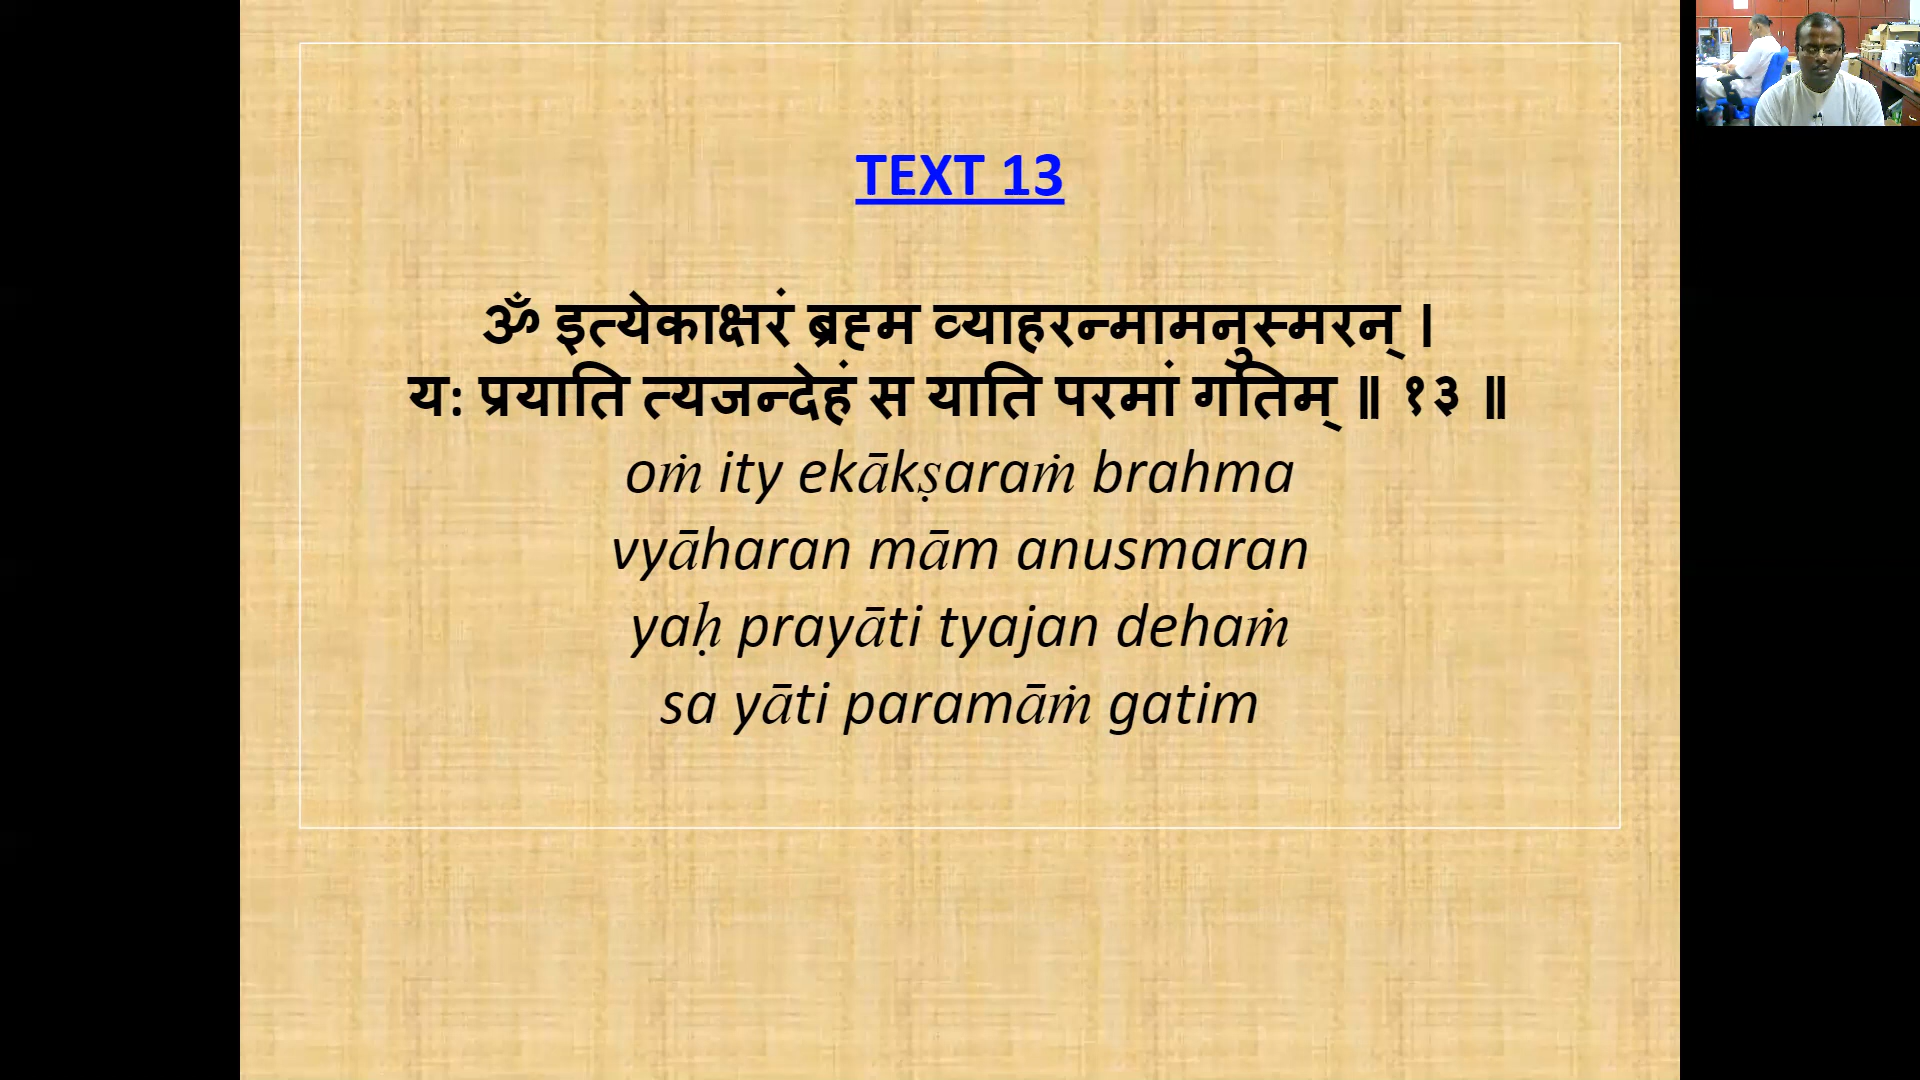 TEXT 13
ॐ इत्येकाक्षरं ब्रह्म व्याहरन्मामनुस्मरन् ।
यः प्रयाति त्यजन्देहं स याति परमां गतिम् ॥ १३ ॥
oṁ ity ekākṣaraṁ brahma
vyāharan mām anusmaran
yaḥ prayāti tyajan dehaṁ
sa yāti paramāṁ gatim